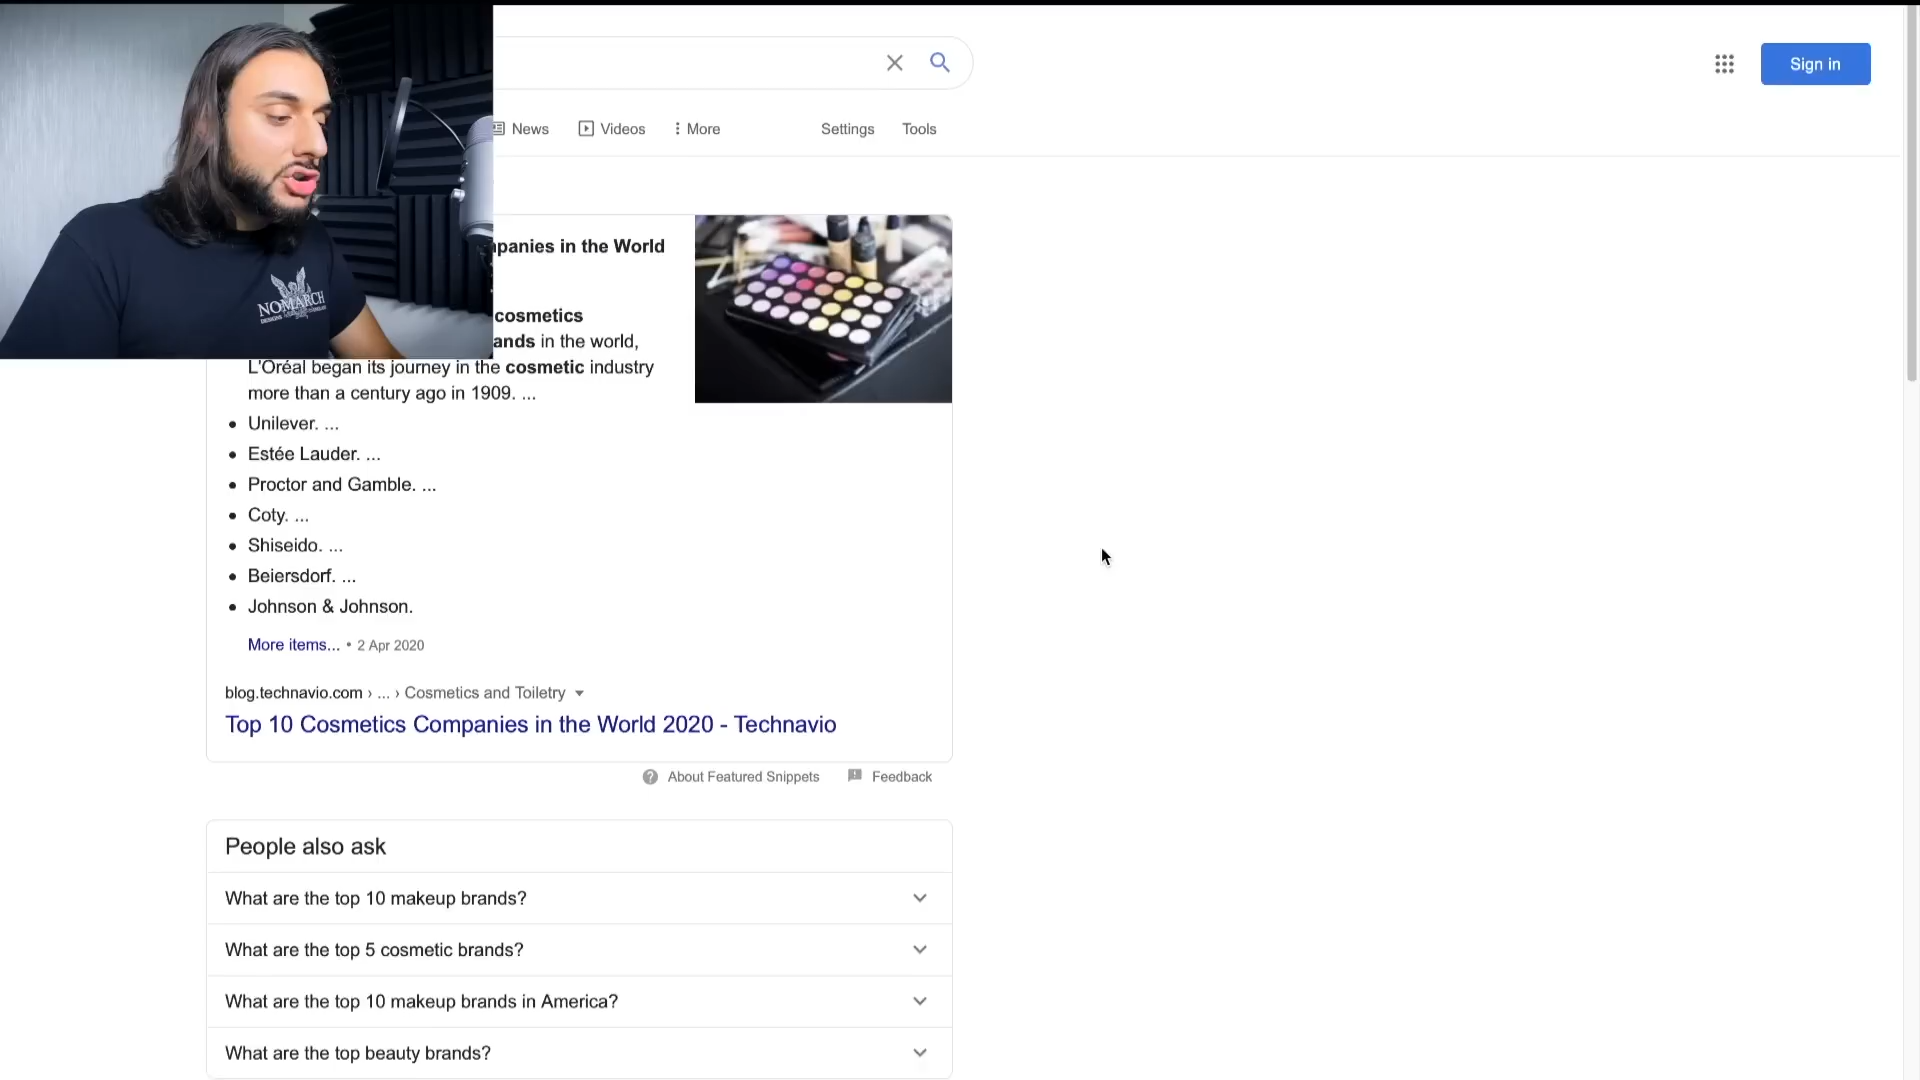 Sign in
News
Videos
More
Settings
Tools
NOMARCH
panies in the World
cosmetics
ands in the world,
L'Oréal began its journey in the cosmetic industry
more than a century ago in 1909. ...
Unilever. ...
Estée Lauder. ...
Proctor and Gamble. ...
Coty. ...
Shiseido. ...
Beiersdorf. ...
Johnson & Johnson.
More items... • 2 Apr 2020
blog.technavio.com › ... › Cosmetics and Toiletry
Top 10 Cosmetics Companies in the World 2020 - Technavio
About Featured Snippets
Feedback
People also ask
What are the top 10 makeup brands?
What are the top 5 cosmetic brands?
What are the top 10 makeup brands in America?
What are the top beauty brands?